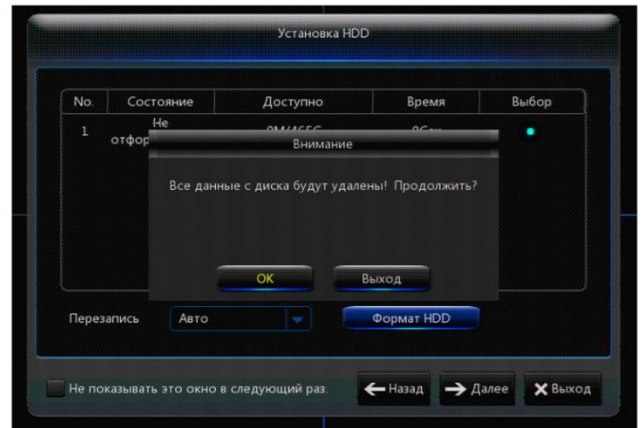 Установка HDD
No. Состояние Доступно Время Выбор
1 Не
Внимание
Все данные с диска будут удалены! Продолжить?
OK Выход
Перезапись Авто Формат HDD
Не показывать это окно в следующий раз. Назад Далее Выход